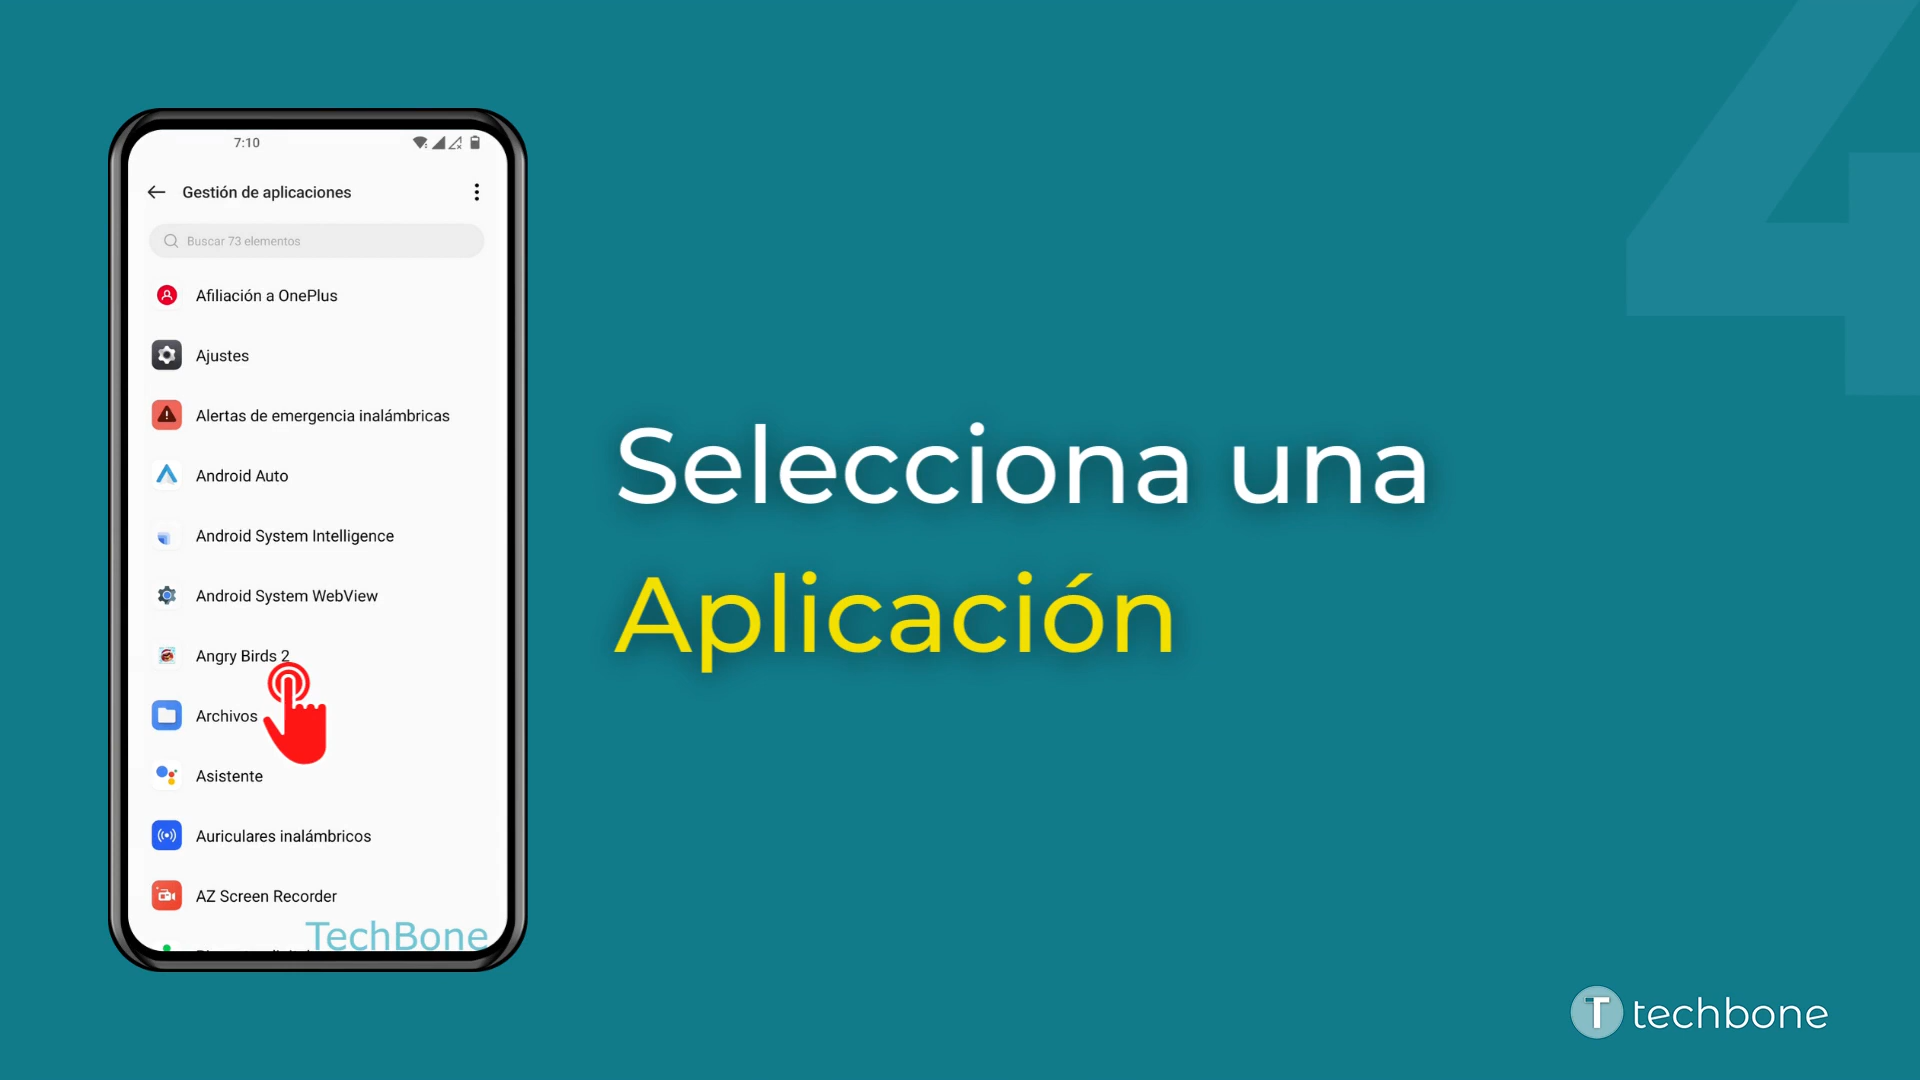 7:10
Gestión de aplicaciones
Buscar 73 elementos
Afiliación a OnePlus
Ajustes
Alertas de emergencia inalámbricas
Android Auto
Android System Intelligence
Android System WebView
Angry Birds 2
Archivos
Asistente
Auriculares inalámbricos
AZ Screen Recorder
TechBone
4
Selecciona una
Aplicación
T techbone